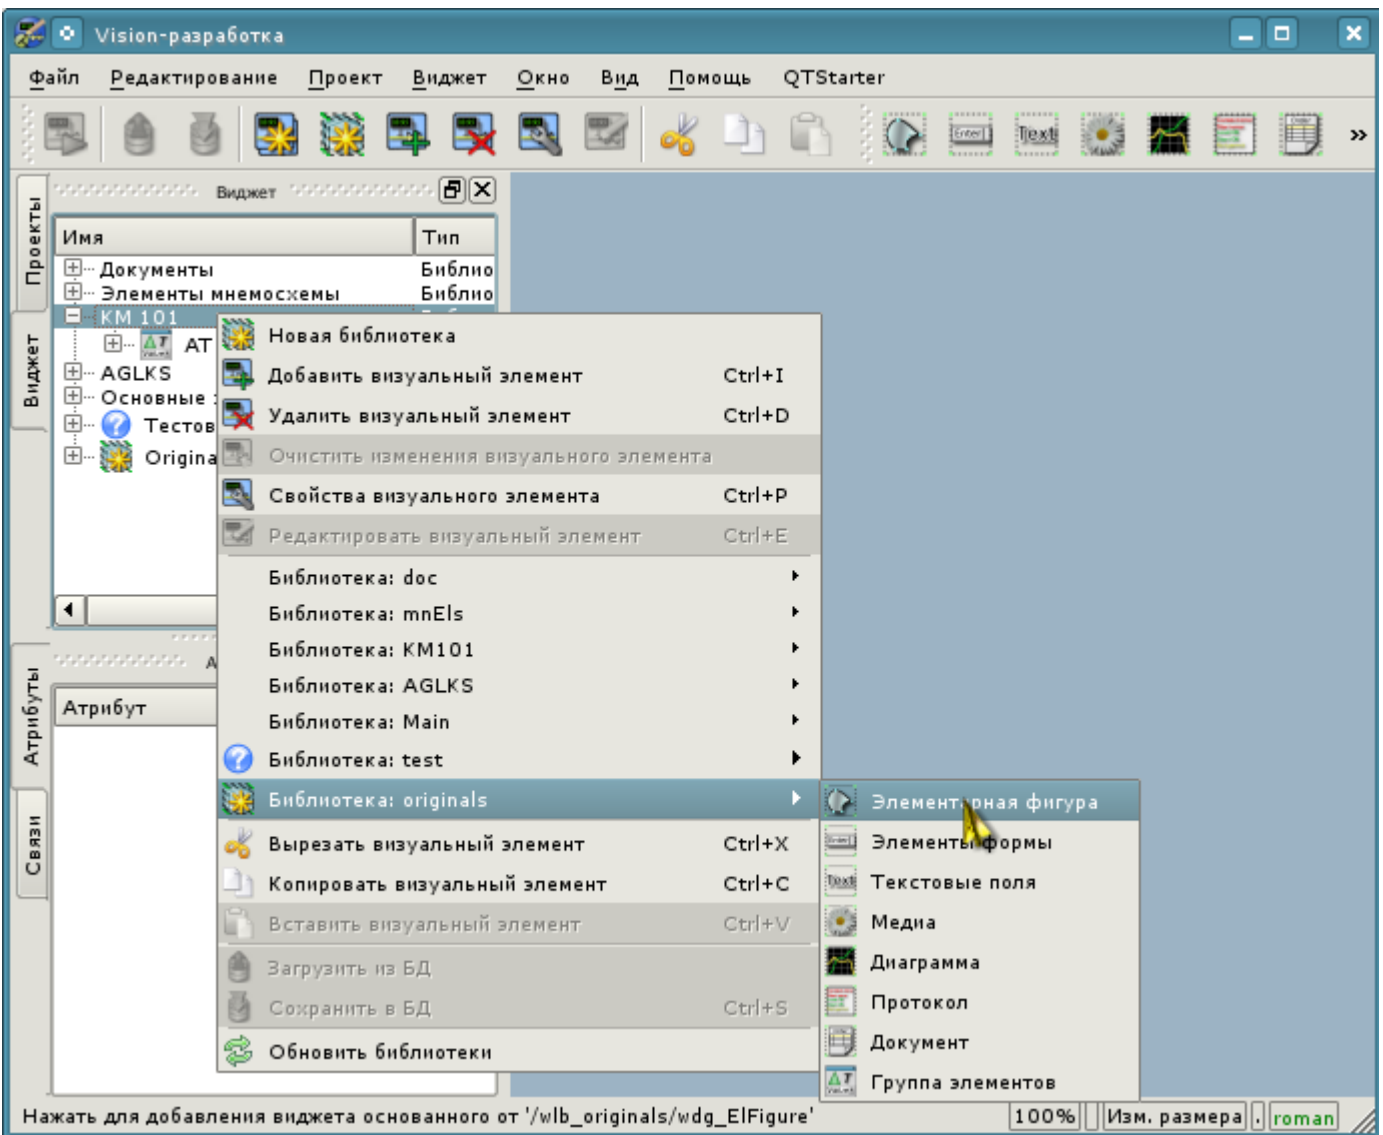 Vision-разработка
Файл Редактирование Проект Виджет Окно Вид Помощь QTStarter
Enter[] Text »
Проекты
Виджет
Виджет
Имя Тип
Документы Библио
Элементы мнемосхемы Библио
КМ 101
АТ
AGLKS
Основные
Тестов
Origina
Новая библиотека
Добавить визуальный элемент Ctrl+I
Удалить визуальный элемент Ctrl+D
Очистить изменения визуального элемента
Свойства визуального элемента Ctrl+P
Редактировать визуальный элемент Ctrl+E
Библиотека: doc
Библиотека: mnEls
Библиотека: KM101
Библиотека: AGLKS
Библиотека: Main
Библиотека: test
Библиотека: originals
Вырезать визуальный элемент Ctrl+X
Копировать визуальный элемент Ctrl+C
Вставить визуальный элемент Ctrl+V
Загрузить из БД
Сохранить в БД Ctrl+S
Обновить библиотеки
Элементарная фигура
Элементы формы
Текстовые поля
Медиа
Диаграмма
Протокол
Документ
Группа элементов
Атрибуты
Связи
А
Атрибут
Нажать для добавления виджета основанного от '/wlb_originals/wdg_ElFigure' 100% Изм. размера . roman